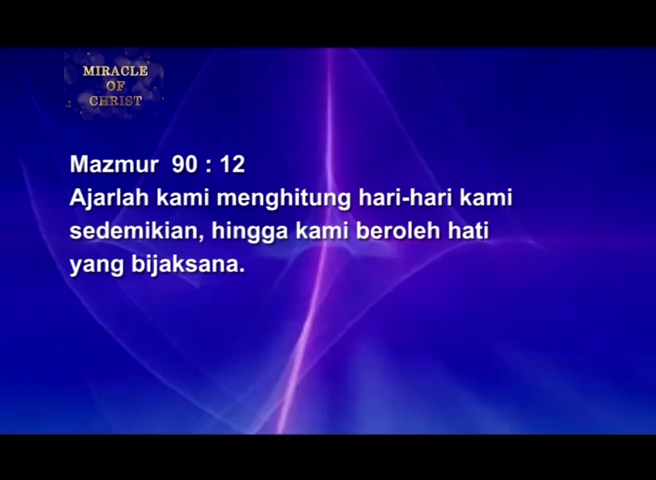 MIRACLE
OF
CHRIST
Mazmur 90 : 12
Ajarlah kami menghitung hari-hari kami
sedemikian, hingga kami beroleh hati
yang bijaksana.